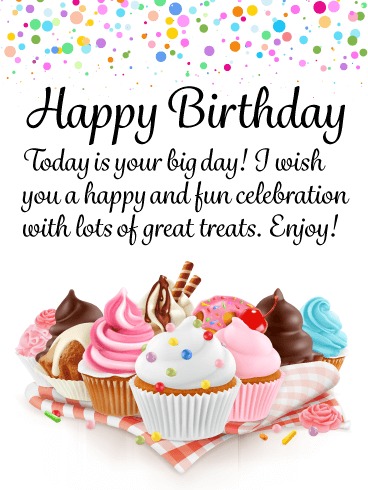 Happy Birthday
Today is your big day! I wish
you a happy and fun celebration
with lots of great treats. Enjoy!